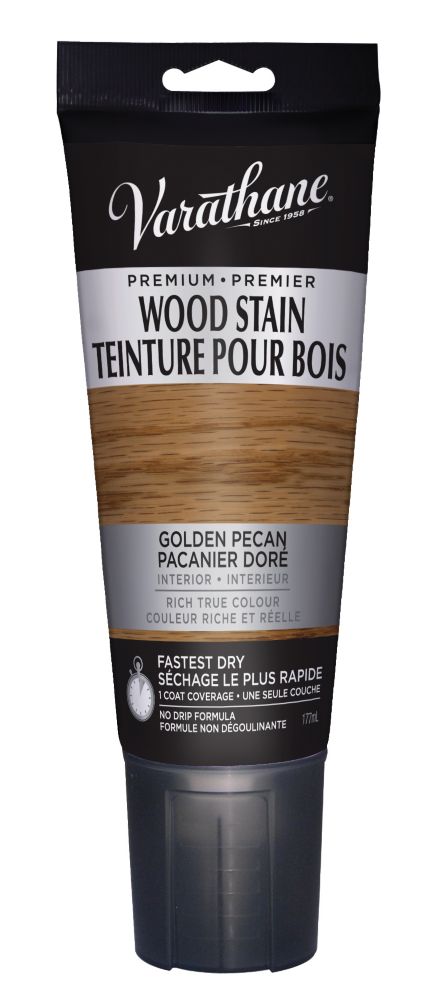 Varathane®
SINCE 1958
PREMIUM • PREMIER
WOOD STAIN
TEINTURE POUR BOIS
GOLDEN PECAN
PACANIER DORÉ
INTERIOR • INTERIEUR
RICH TRUE COLOUR
COULEUR RICHE ET RÉELLE
FASTEST DRY
SÉCHAGE LE PLUS RAPIDE
1 COAT COVERAGE • UNE SEULE COUCHE
NO DRIP FORMULA
FORMULE NON DÉGOULINANTE
177mL